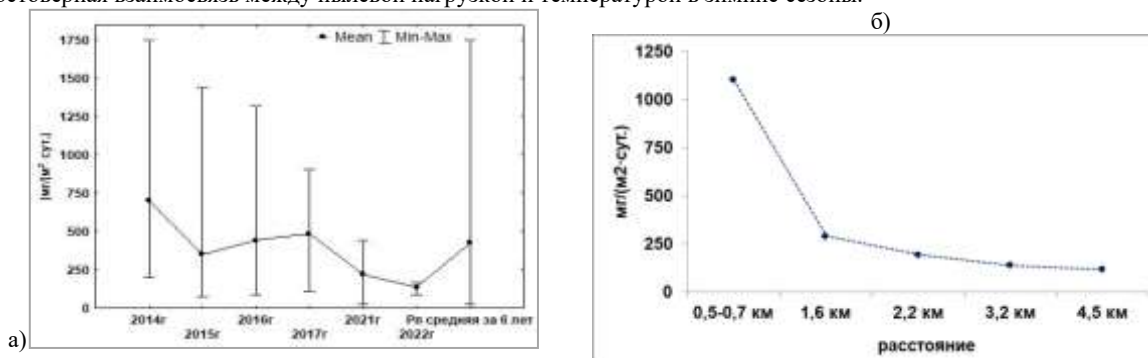 достоверная взаимосвязь между пылевой нагрузкой и температурой в зимние сезоны.
б)
Mean Min-Max
1750
1500
1250
1000
750
500
250
0
мг/(м² сут.)
2014г
2015г
2016г
2017г
2021г
2022г
Pn средняя за 6 лет
а)
1250
1000
750
500
250
0
мг/(м2·сут.)
0,5-0,7 км 1,6 км 2,2 км 3,2 км 4,5 км
расстояние